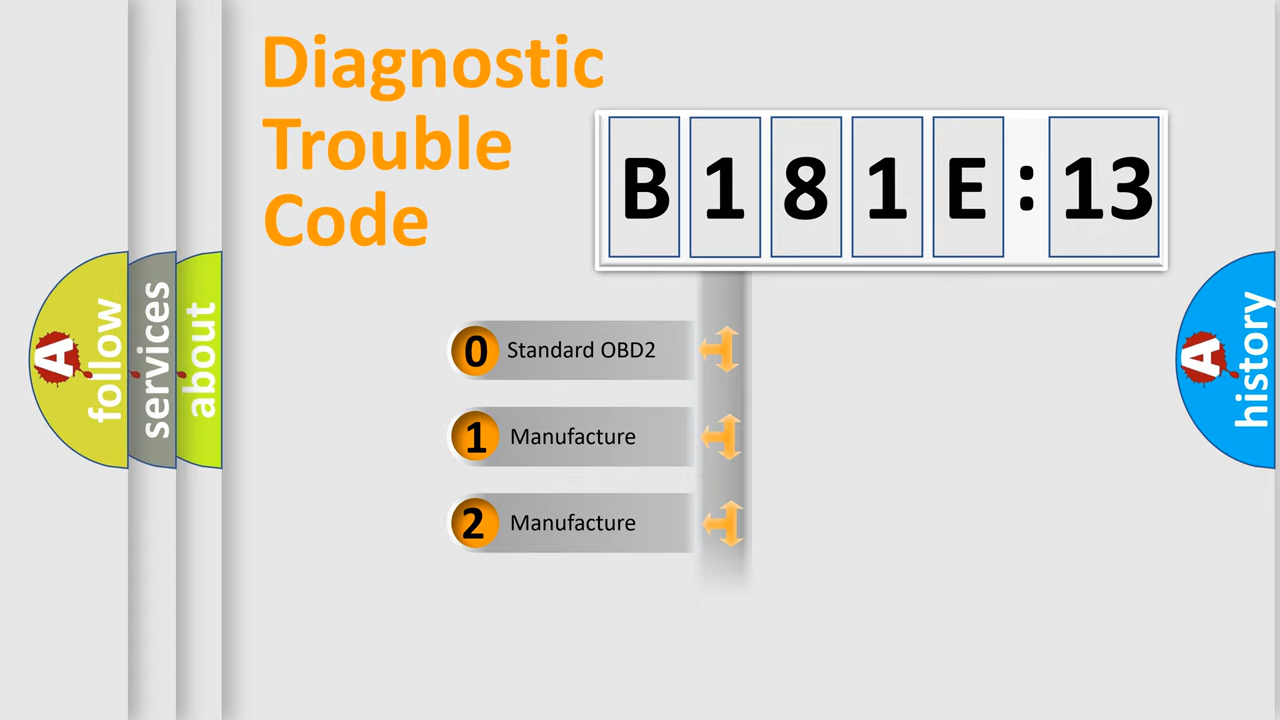 Diagnostic
Trouble
Code
B 1 8 1 E : 13
0 Standard OBD2
1 Manufacture
2 Manufacture
A follow
services
about
A history